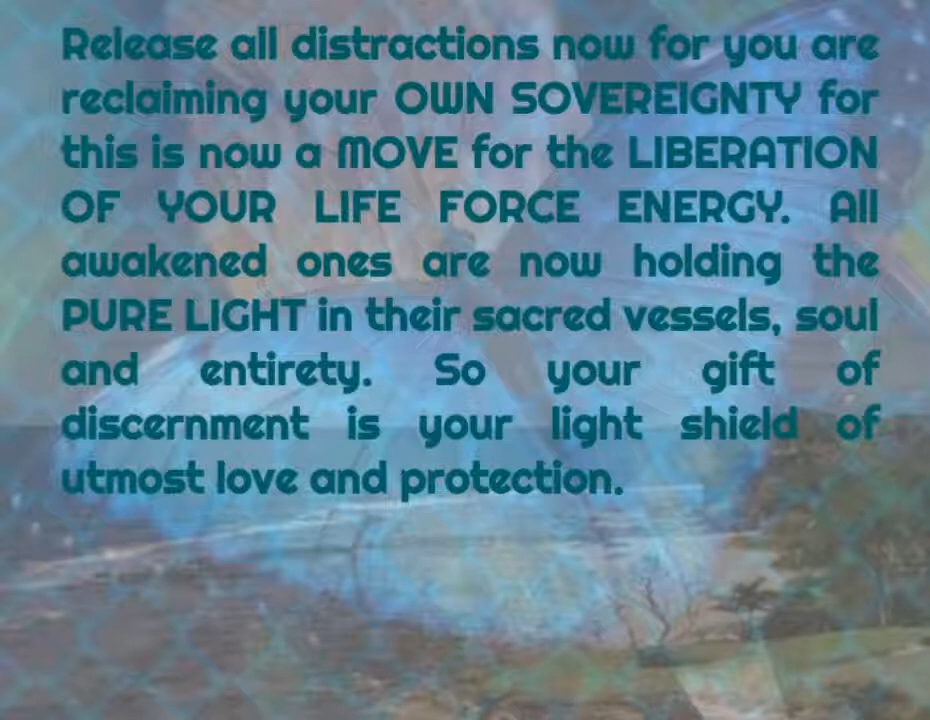 Release all distractions now for you are
reclaiming your OWN SOVEREIGNTY for
this is now a MOVE for the LIBERATION
OF YOUR LIFE FORCE ENERGY. All
awakened ones are now holding the
PURE LIGHT in their sacred vessels, soul
and entirety. So your gift of
discernment is your light shield of
utmost love and protection.